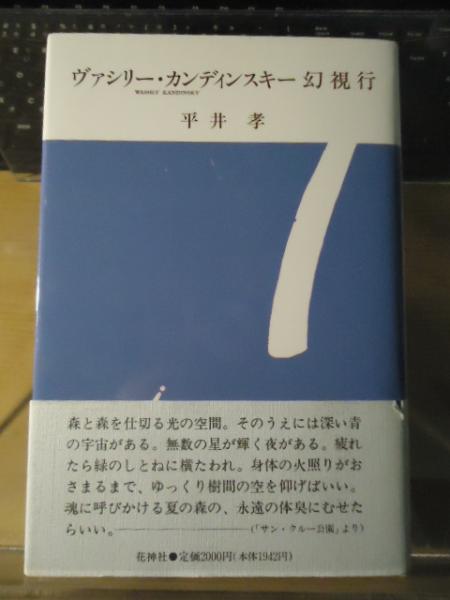 ヴァシリー・カンディンスキー幻視行
WASSILY KANDINSKY
平井 孝
森と森を仕切る光の空間。そのうえには深い青
の宇宙がある。無数の星が輝く夜がある。疲れ
たら緑のしとねに横たわれ。身体の火照りがお
さまるまで、ゆっくり樹間の空を仰げばいい。
魂に呼びかける夏の森の、永遠の体臭にむせた
らいい。――――(「サン・クルー公園」より)
花神社●定価2000円(本体1942円)